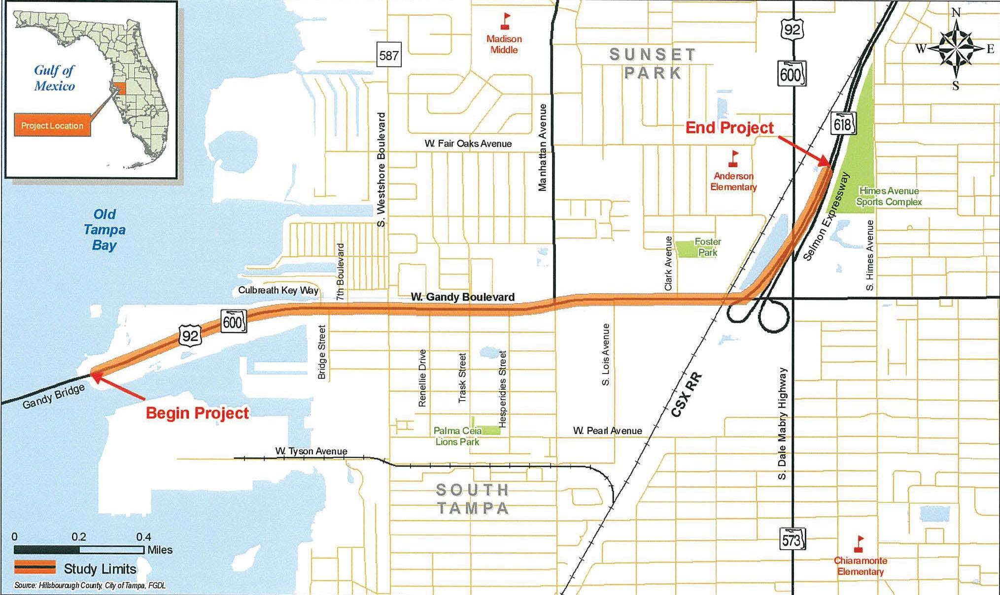 Gulf of
Mexico
Project Location
587
Madison
Middle
SUNSET
PARK
92
600
618
N
W
E
S
End Project
W. Fair Oaks Avenue
S. Westshore Boulevard
Manhattan Avenue
Anderson
Elementary
Himes Avenue
Sports Complex
Old
Tampa
Bay
Selmon Expressway
S. Himes Avenue
Foster
Park
Clark Avenue
7th Boulevard
Culbreath Key Way
W. Gandy Boulevard
600
92
Gandy Bridge
Begin Project
Bridge Street
Renellie Drive
Trask Street
Hesperidies Street
S. Lois Avenue
CSX RR
S. Dale Mabry Highway
Palma Ceia
Lions Park
W. Pearl Avenue
W. Tyson Avenue
SOUTH
TAMPA
573
Chiaramonte
Elementary
0 0.2 0.4
Miles
Study Limits
Source: Hillsbourough County, City of Tampa, FGDL